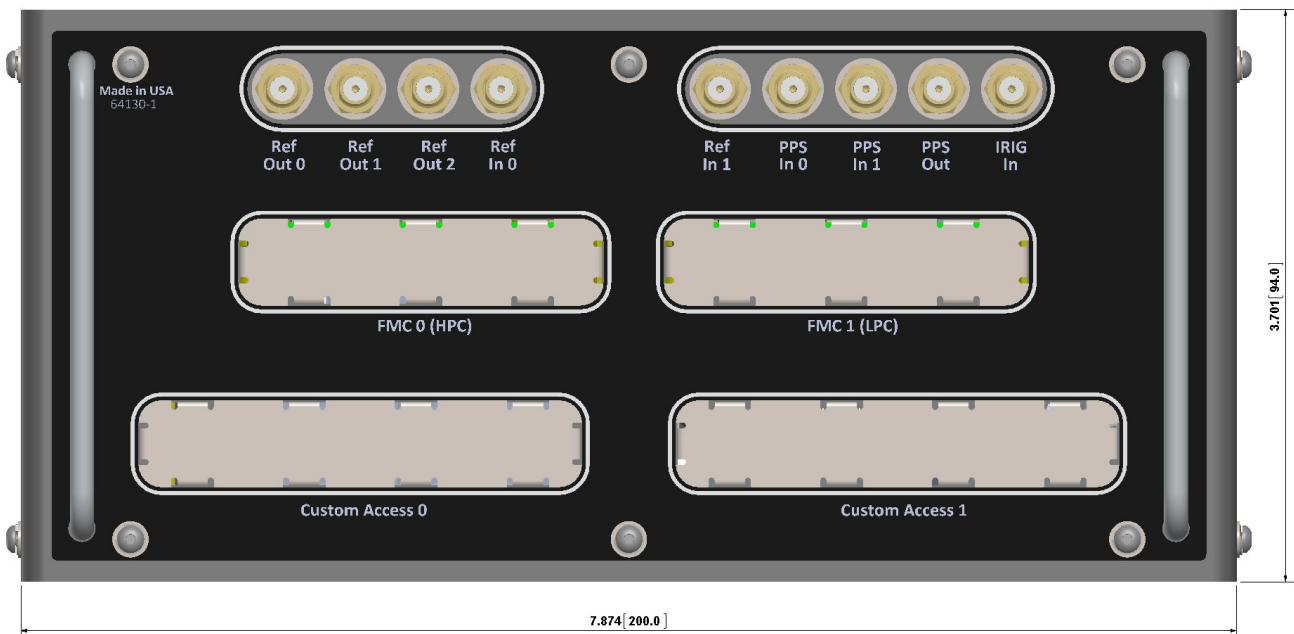 Made in USA
64130-1
Ref
Out 0
Ref
Out 1
Ref
Out 2
Ref
In 0
Ref
In 1
PPS
In 0
PPS
In 1
PPS
Out
IRIG
In
FMC 0 (HPC)
FMC 1 (LPC)
Custom Access 0
Custom Access 1
3.701[94.0]
7.874[200.0]